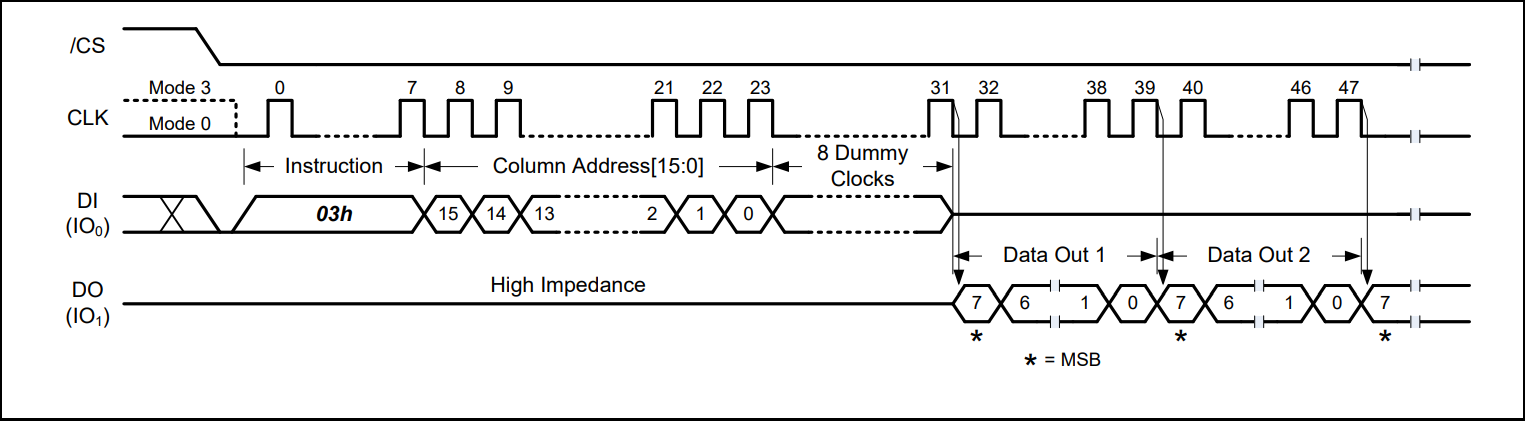 /CS
Mode 3
0 7 8 9 21 22 23 31 32 38 39 40 46 47
CLK
Mode 0
Instruction
Column Address[15:0]
8 Dummy
Clocks
DI
(IO0)
03h 15 14 13 2 1 0
Data Out 1
Data Out 2
High Impedance
DO
(IO1)
7 6 1 0 7 6 1 0 7
* * *
* = MSB